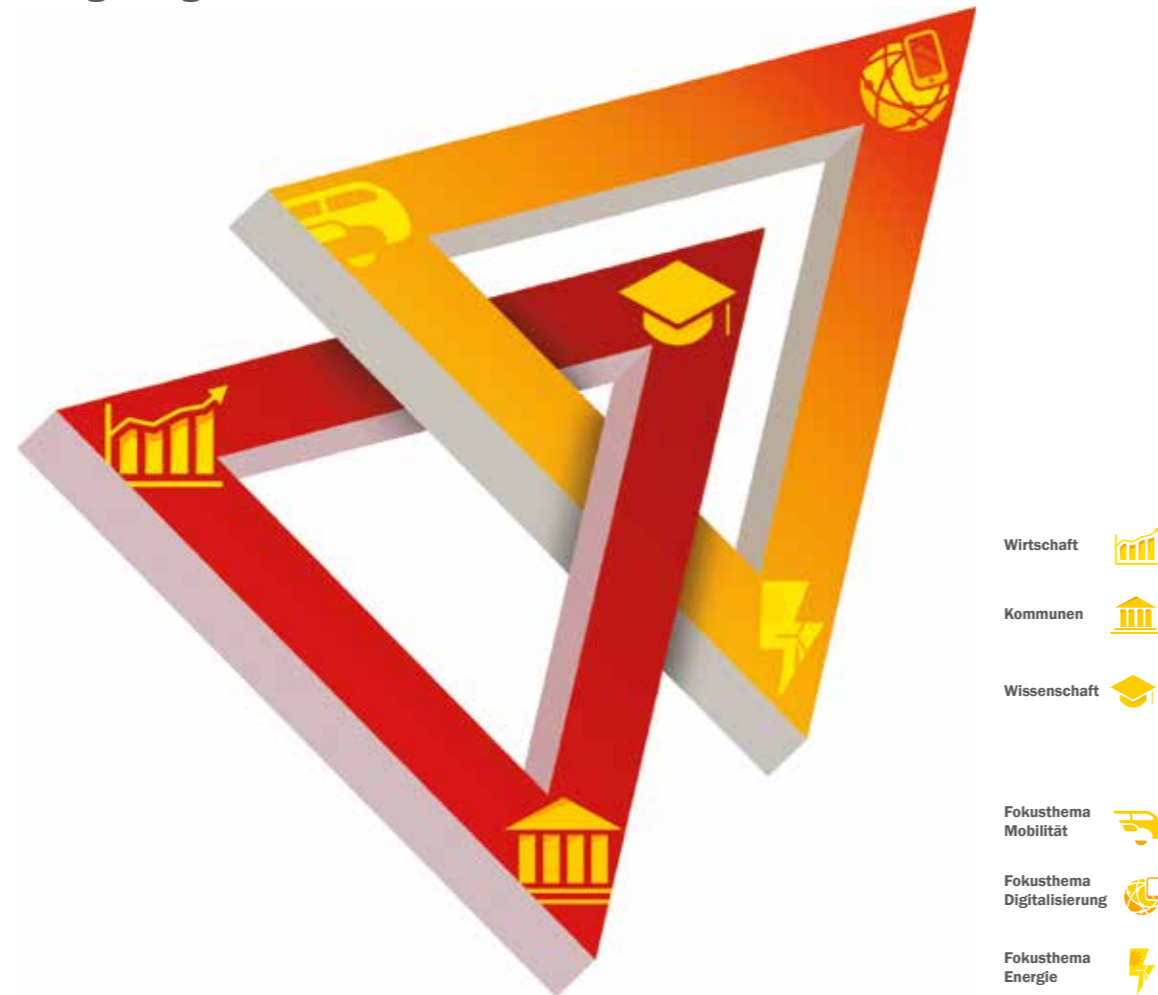 Wirtschaft
Kommunen
Wissenschaft
Fokusthema
Mobilität
Fokusthema
Digitalisierung
Fokusthema
Energie